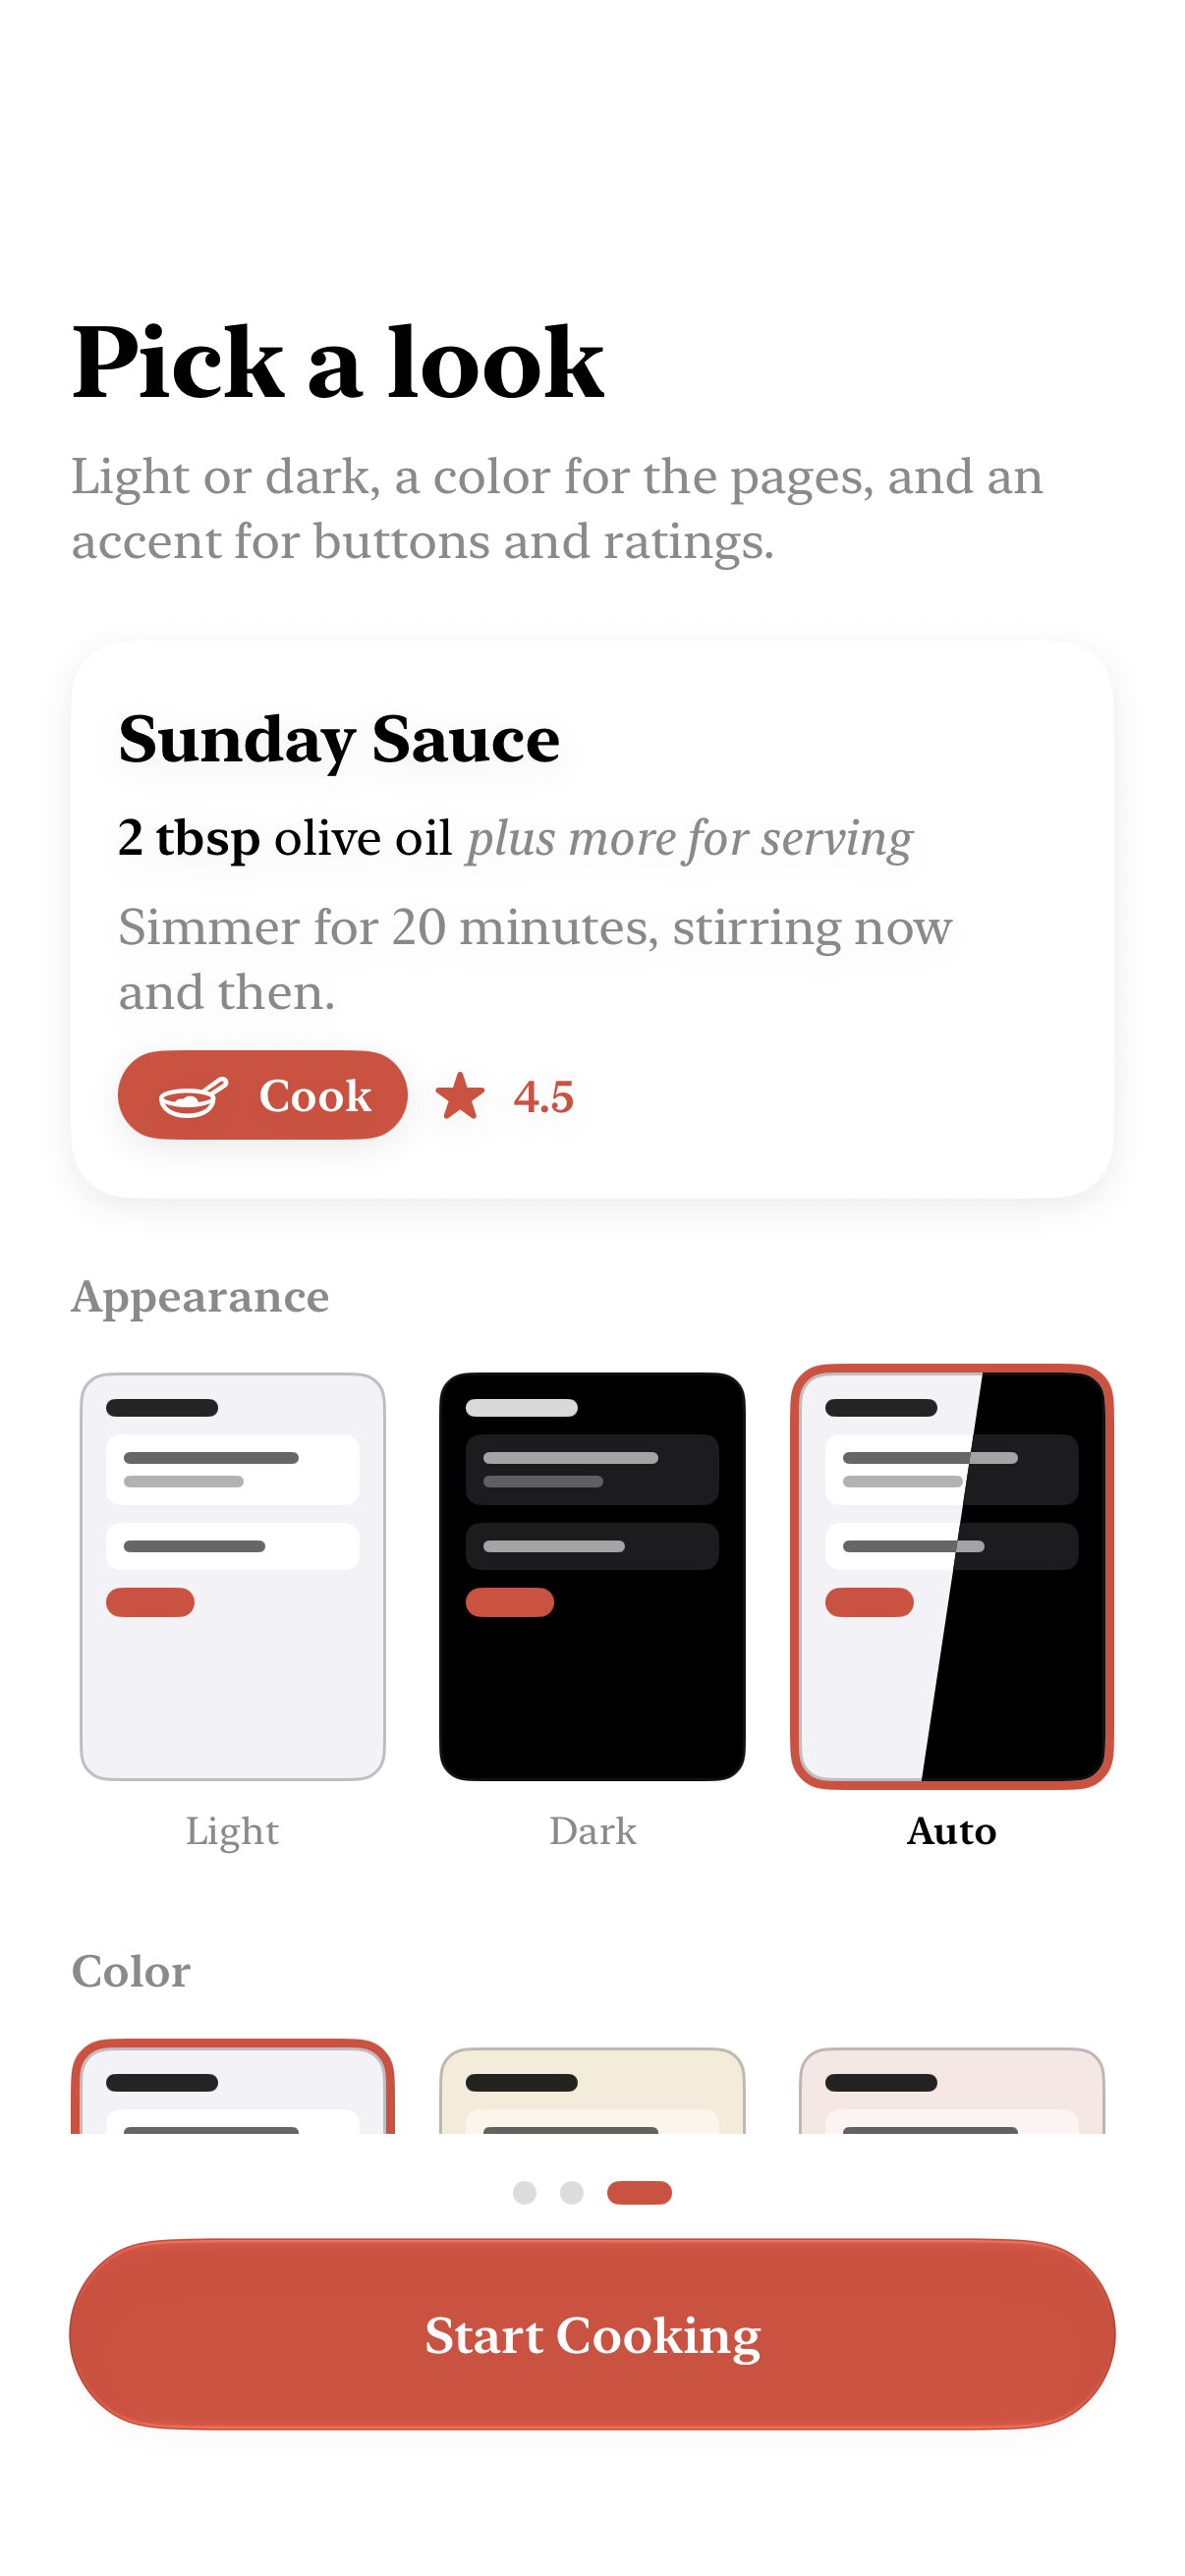 Pick a look
Light or dark, a color for the pages, and an
accent for buttons and ratings.
Sunday Sauce
2 tbsp olive oil plus more for serving
Simmer for 20 minutes, stirring now
and then.
Cook 4.5
Appearance
Light Dark Auto
Color
Start Cooking